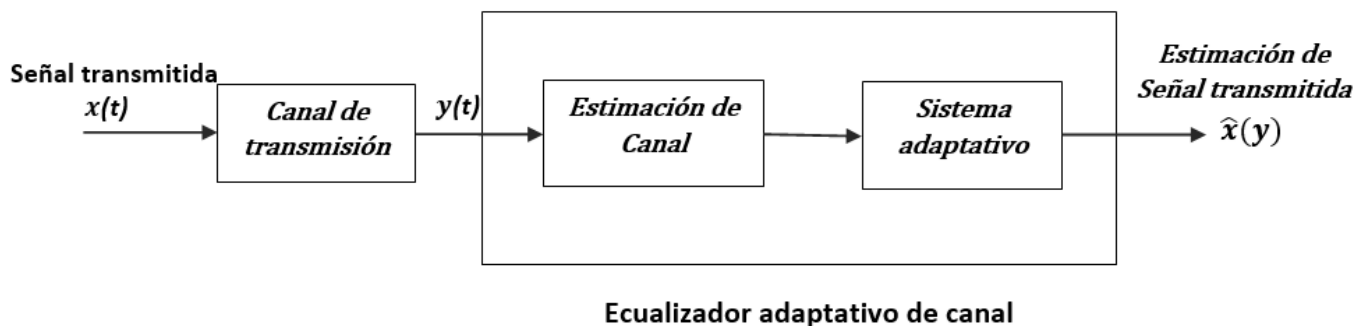 Señal transmitida
x(t)
Canal de
transmisión
y(t)
Estimación de
Canal
Sistema
adaptativo
Estimación de
Señal transmitida
x̂(y)
Ecualizador adaptativo de canal